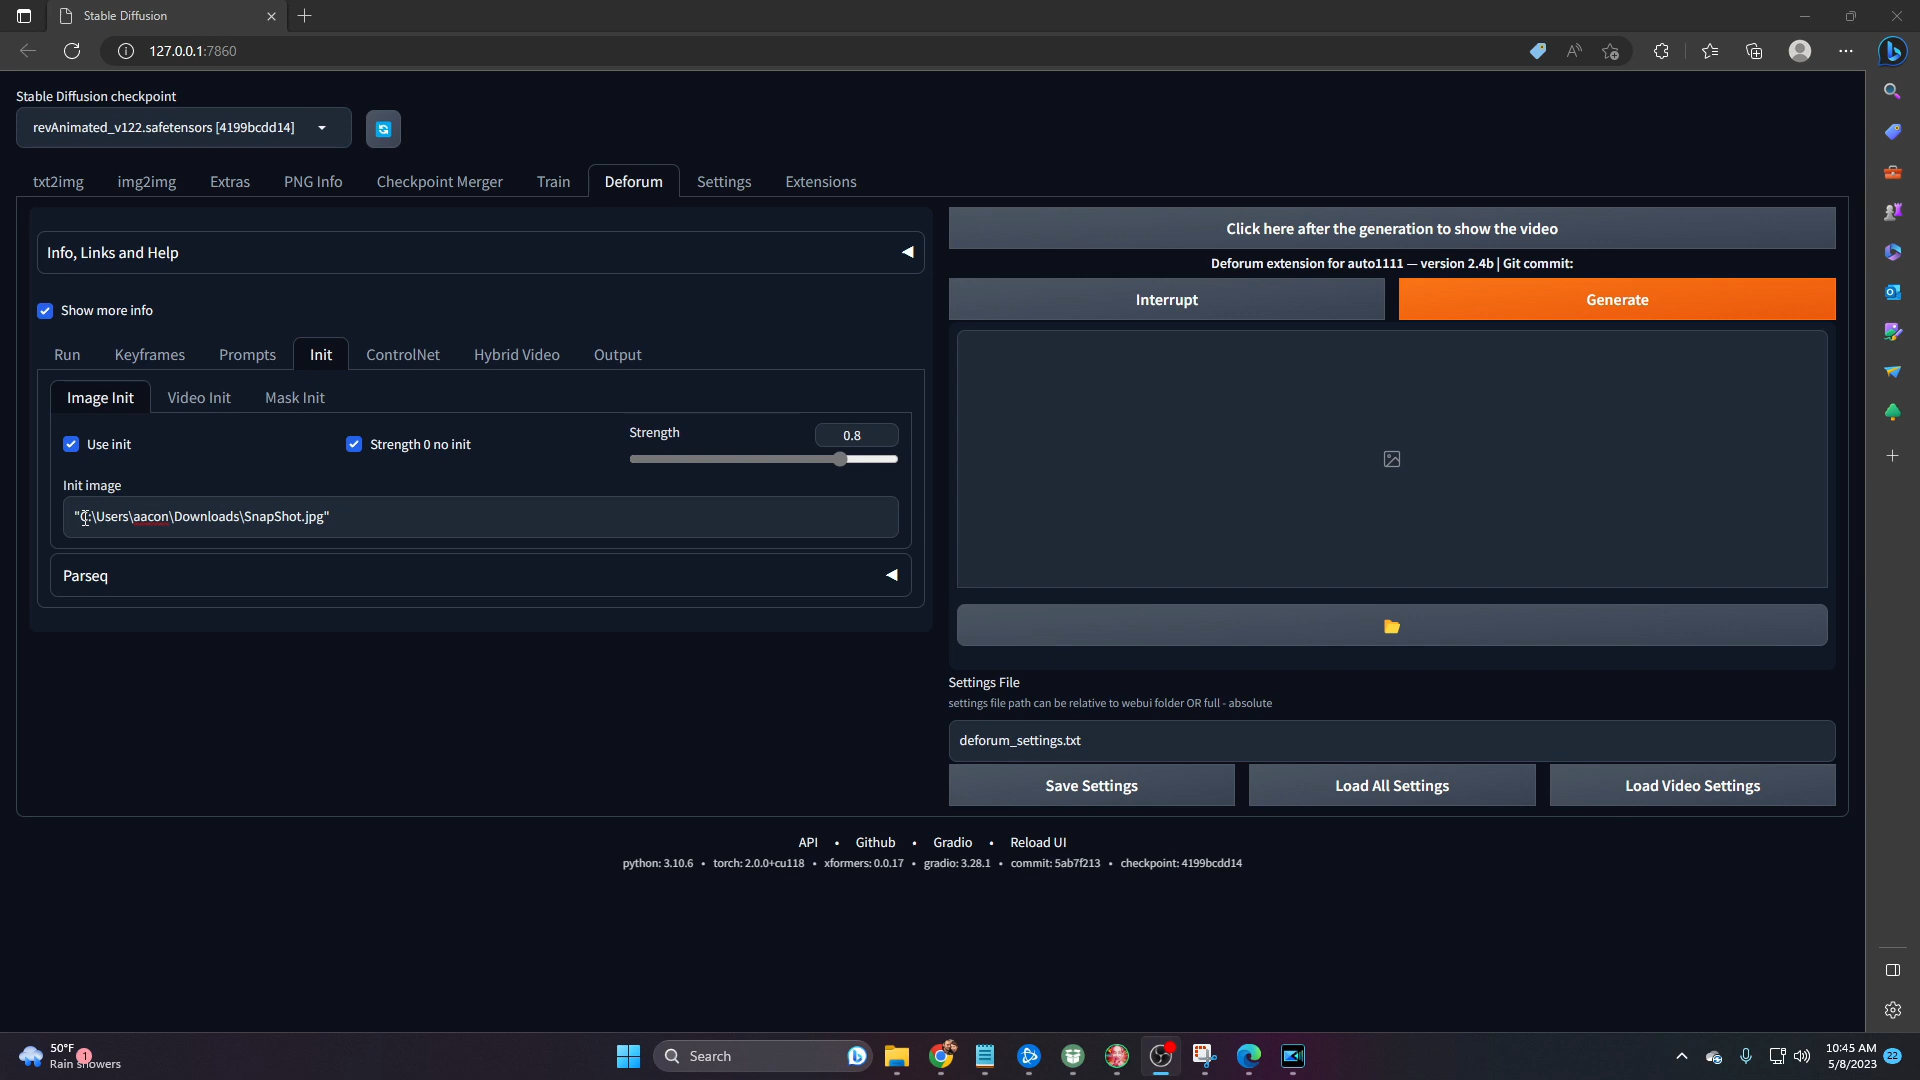 Stable Diffusion
127.0.0.1:7860
Stable Diffusion checkpoint
revAnimated_v122.safetensors [4199bcdd14]
txt2img img2img Extras PNG Info Checkpoint Merger Train Deforum Settings Extensions
Info, Links and Help
Show more info
Run Keyframes Prompts Init ControlNet Hybrid Video Output
Image Init Video Init Mask Init
Use init Strength 0 no init Strength 0.8
Init image
"C:\Users\aacon\Downloads\SnapShot.jpg"
Parseq
Click here after the generation to show the video
Deforum extension for auto1111 — version 2.4b | Git commit:
Interrupt Generate
Settings File
settings file path can be relative to webui folder OR full - absolute
deforum_settings.txt
Save Settings Load All Settings Load Video Settings
API • Github • Gradio • Reload UI
python: 3.10.6 • torch: 2.0.0+cu118 • xformers: 0.0.17 • gradio: 3.28.1 • commit: 5ab7f213 • checkpoint: 4199bcdd14
1
50°F
Rain showers
Search
10:45 AM
5/8/2023
22